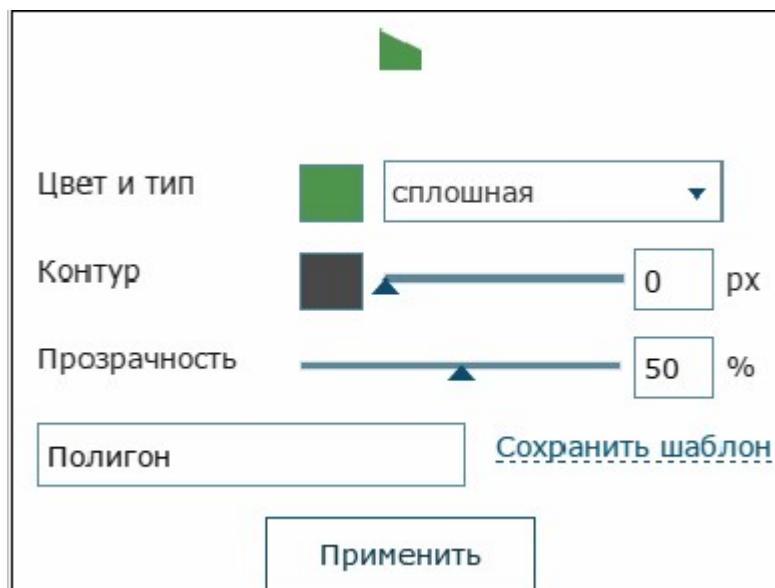 Цвет и тип сплошная
Контур 0 px
Прозрачность 50 %
Полигон Сохранить шаблон
Применить